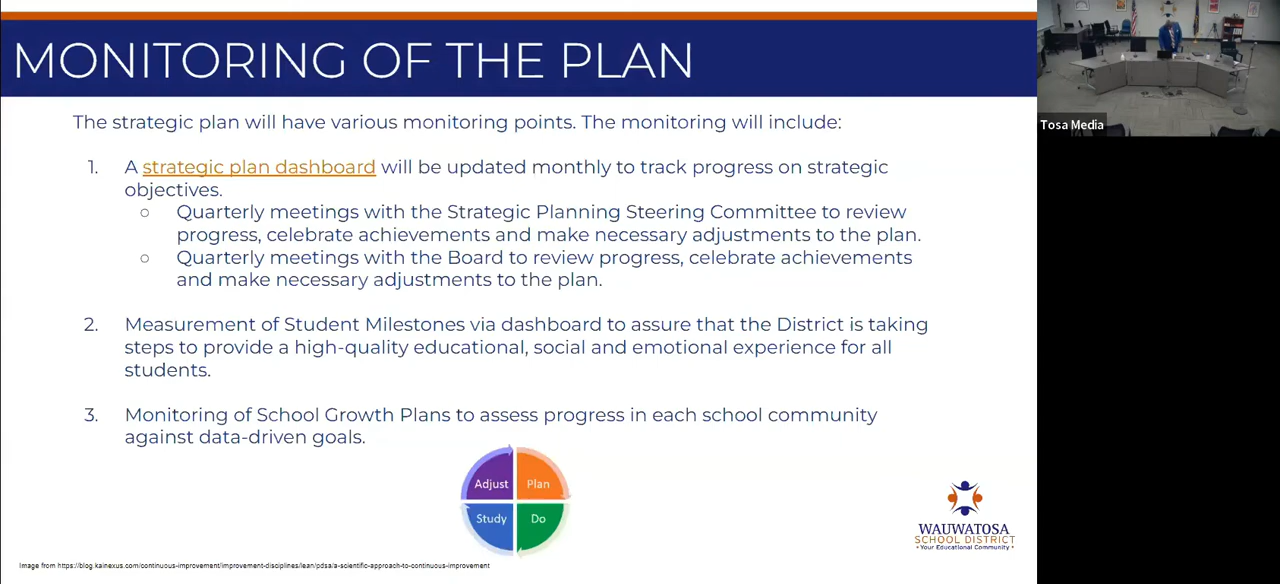 MONITORING OF THE PLAN
The strategic plan will have various monitoring points. The monitoring will include:
1. A strategic plan dashboard will be updated monthly to track progress on strategic
objectives.
○ Quarterly meetings with the Strategic Planning Steering Committee to review
progress, celebrate achievements and make necessary adjustments to the plan.
○ Quarterly meetings with the Board to review progress, celebrate achievements
and make necessary adjustments to the plan.
2. Measurement of Student Milestones via dashboard to assure that the District is taking
steps to provide a high-quality educational, social and emotional experience for all
students.
3. Monitoring of School Growth Plans to assess progress in each school community
against data-driven goals.
Adjust
Plan
Study
Do
WAUWATOSA
SCHOOL DISTRICT
• Your Educational Community •
Image from https://blog.kainexus.com/continuous-improvement/improvement-disciplines/lean/pdsa/a-scientific-approach-to-continuous-improvement
Tosa Media